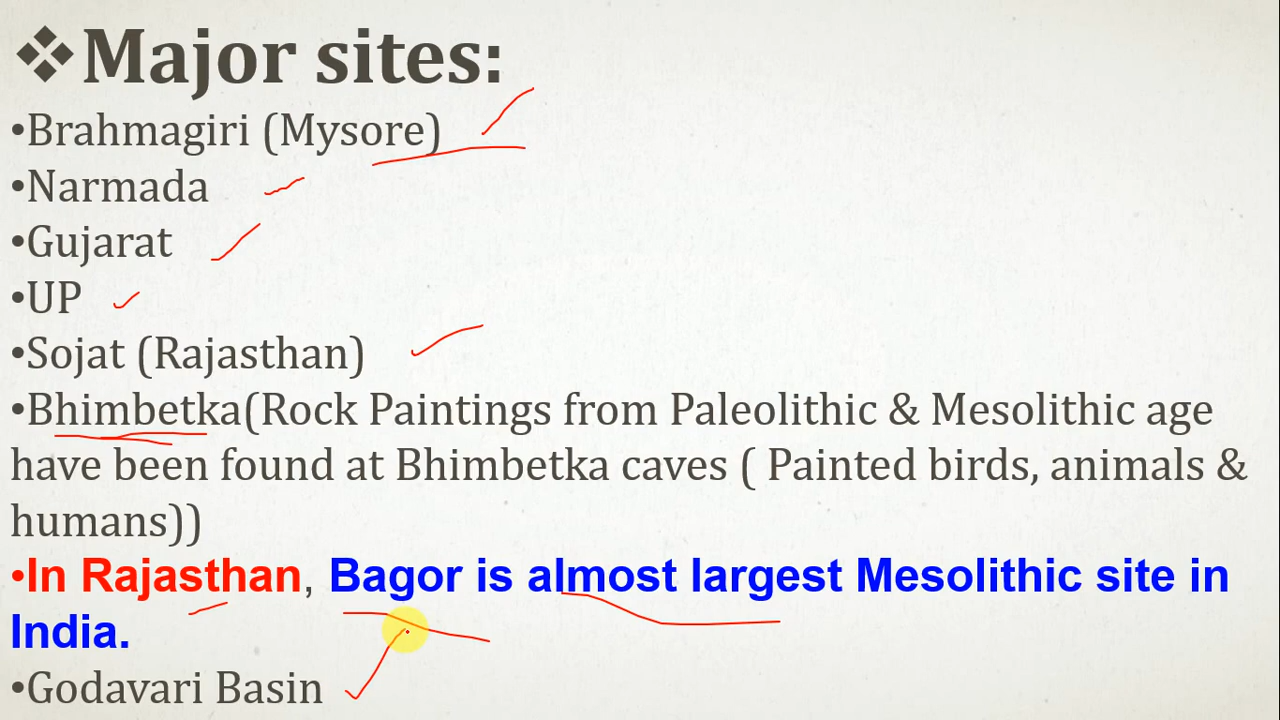 ❖Major sites:
•Brahmagiri (Mysore)
•Narmada
•Gujarat
•UP
•Sojat (Rajasthan)
•Bhimbetka(Rock Paintings from Paleolithic & Mesolithic age
have been found at Bhimbetka caves ( Painted birds, animals &
humans))
•In Rajasthan, Bagor is almost largest Mesolithic site in
India.
•Godavari Basin